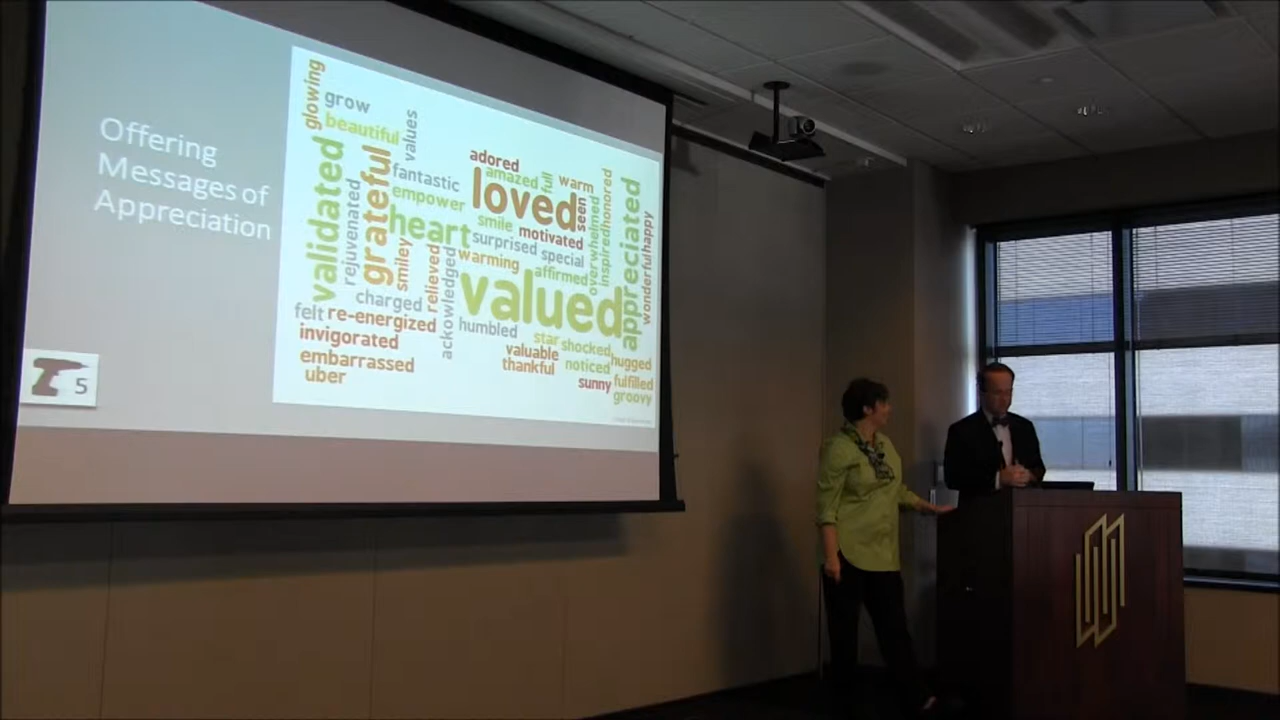 Offering
Messages of
Appreciation
5
glowing
grow
beautiful
values
validated
rejuvenated
grateful
fantastic
empower
heart
smiley
relieved
ackowledged
charged
felt
re-energized
invigorated
embarrassed
uber
adored
amazed
full
warm
loved
seen
smile
motivated
surprised
special
warming
affirmed
overwhelmed
inspired
honored
appreciated
happy
wonderful
valued
humbled
star
shocked
valuable
thankful
noticed
hugged
sunny
fulfilled
groovy